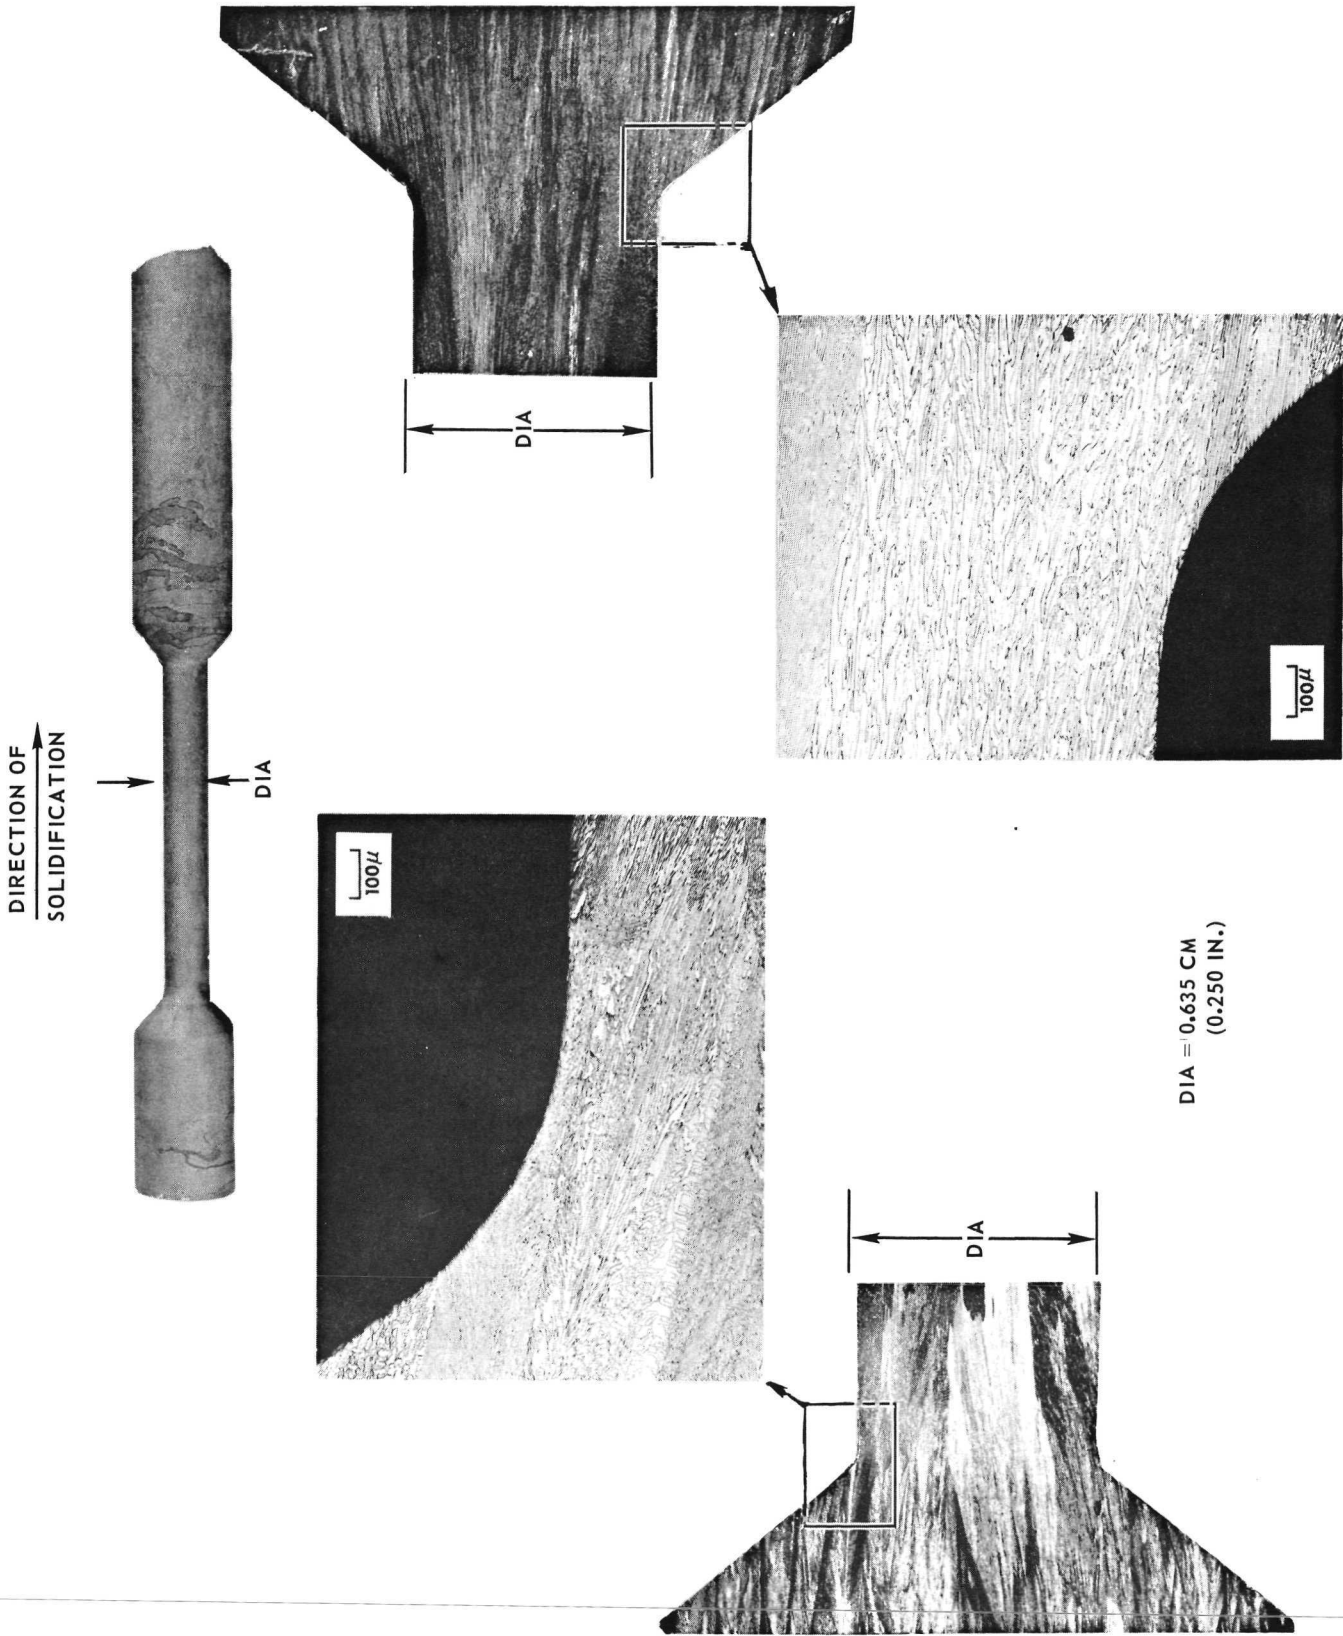 DIRECTION OF
SOLIDIFICATION
DIA
DIA
100μ
100μ
DIA
DIA = 0.635 CM
(0.250 IN.)